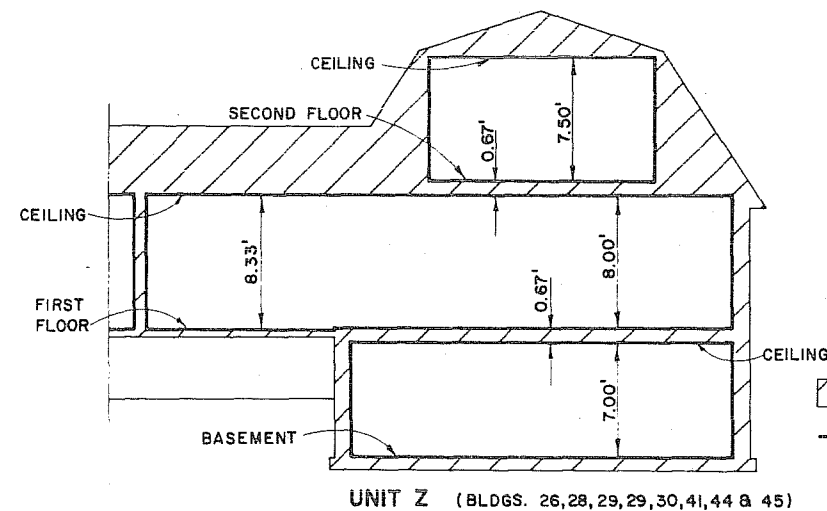 CEILING
SECOND FLOOR
0.67'
7.50'
CEILING
8.33'
0.67'
8.00'
FIRST
FLOOR
CEILING
7.00'
BASEMENT
UNIT Z (BLDGS. 26,28,29,29,30,41,44 & 45)